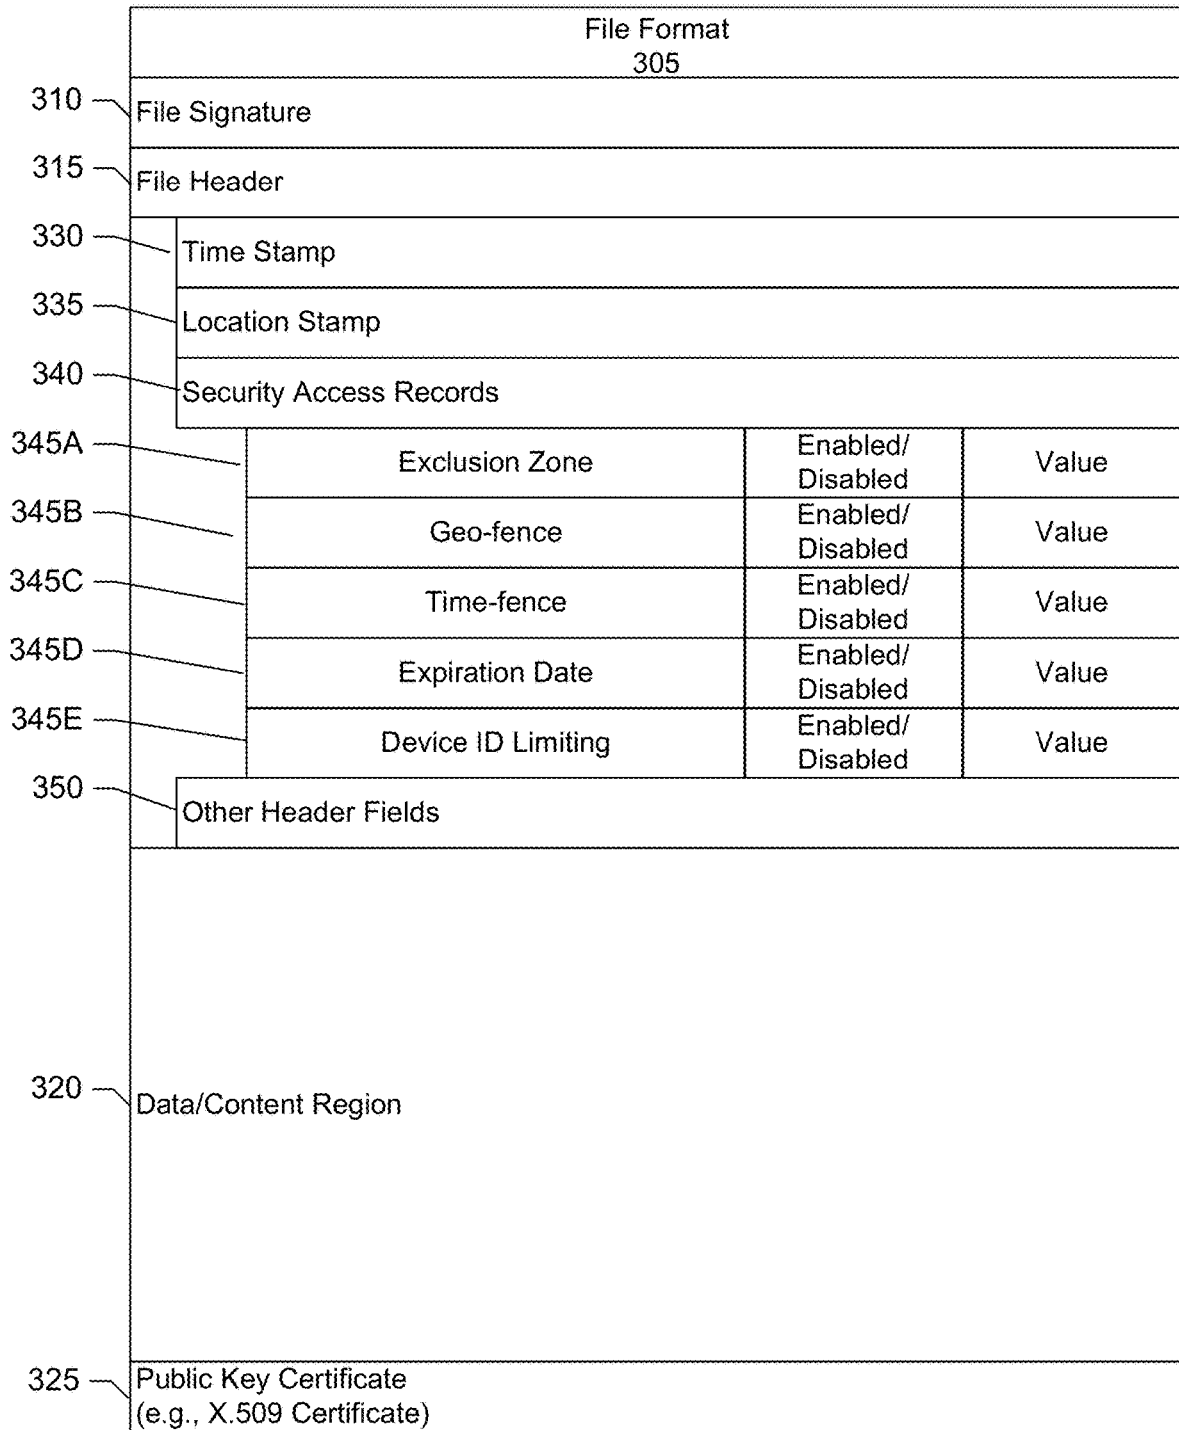 File Format
305
310
File Signature
315
File Header
330
Time Stamp
335
Location Stamp
340
Security Access Records
345A
Exclusion Zone
Enabled/
Disabled
Value
345B
Geo-fence
Enabled/
Disabled
Value
345C
Time-fence
Enabled/
Disabled
Value
345D
Expiration Date
Enabled/
Disabled
Value
345E
Device ID Limiting
Enabled/
Disabled
Value
350
Other Header Fields
320
Data/Content Region
325
Public Key Certificate
(e.g., X.509 Certificate)